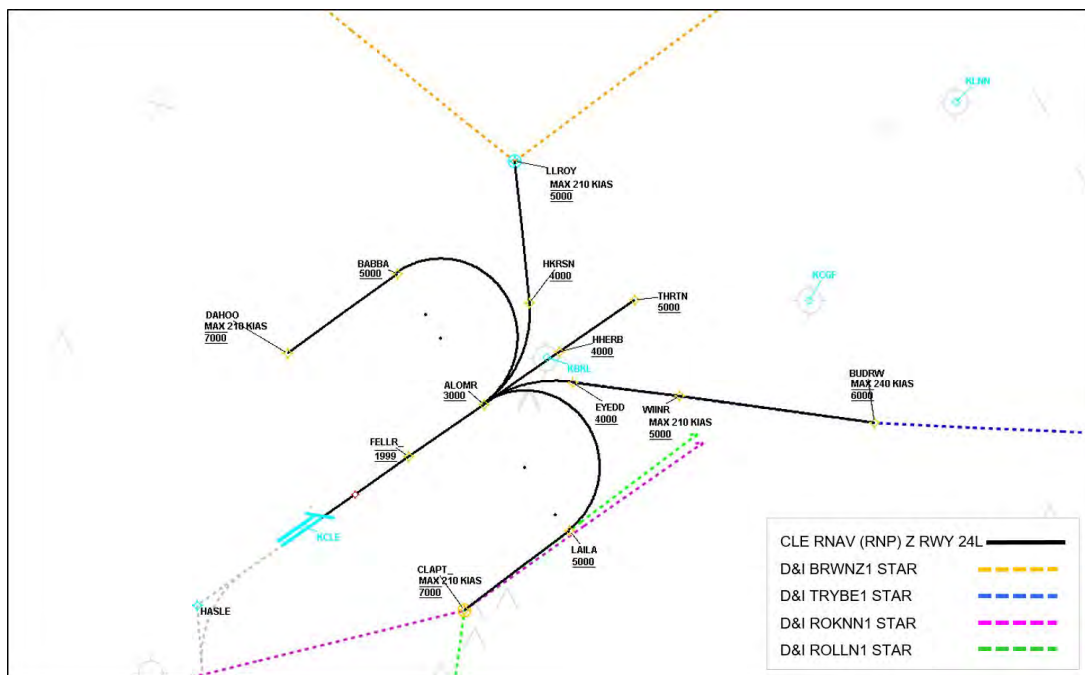 KLNN
LLROY
MAX 210 KIAS
5000
BABBA
5000
HKRSN
4000
KCGF
THRTN
5000
DAHOO
MAX 210 KIAS
7000
HHERB
4000
KBKL
ALOMR
3000
EYEDD
4000
WIINR
MAX 210 KIAS
5000
BUDRW
MAX 240 KIAS
6000
FELLR_
1999
KCLE
LAILA
5000
CLAPT_
MAX 210 KIAS
7000
HASLE
CLE RNAV (RNP) Z RWY 24L
D&I BRWNZ1 STAR
D&I TRYBE1 STAR
D&I ROKNN1 STAR
D&I ROLLN1 STAR